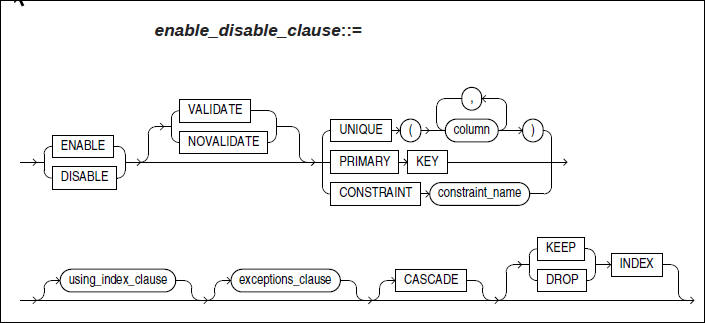 enable_disable_clause::=
VALIDATE
NOVALIDATE
ENABLE
DISABLE
,
UNIQUE ( column )
PRIMARY KEY
CONSTRAINT constraint_name
using_index_clause exceptions_clause CASCADE
KEEP
DROP
INDEX